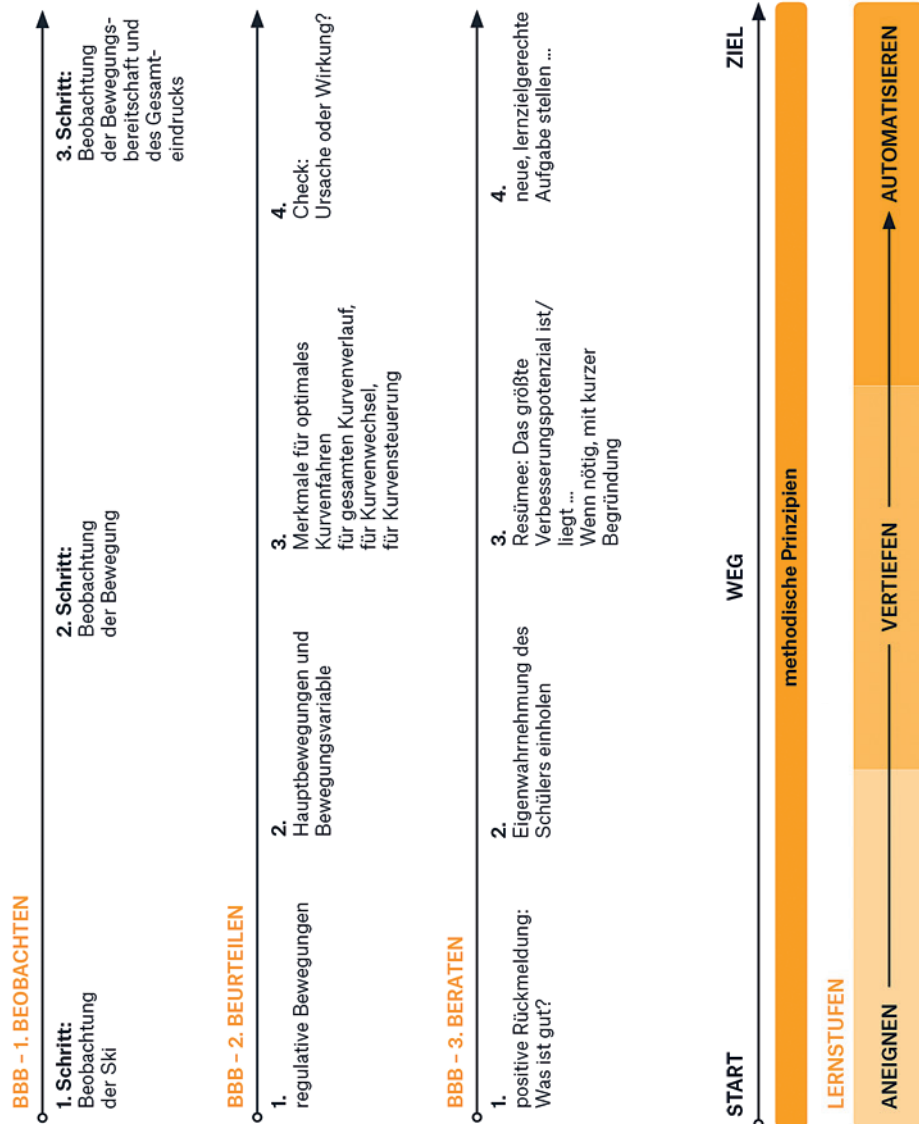 BBB – 1. BEOBACHTEN
1. Schritt:
Beobachtung
der Ski
2. Schritt:
Beobachtung
der Bewegung
3. Schritt:
Beobachtung
der Bewegungs-
bereitschaft und
des Gesamt-
eindrucks
BBB – 2. BEURTEILEN
1.
regulative Bewegungen
2.
Hauptbewegungen und
Bewegungsvariable
3.
Merkmale für optimales
Kurvenfahren
für gesamten Kurvenverlauf,
für Kurvenwechsel,
für Kurvensteuerung
4.
Check:
Ursache oder Wirkung?
BBB – 3. BERATEN
1.
positive Rückmeldung:
Was ist gut?
2.
Eigenwahrnehmung des
Schülers einholen
3.
Resümee: Das größte
Verbesserungspotenzial ist/
liegt ...
Wenn nötig, mit kurzer
Begründung
4.
neue, lernzielgerechte
Aufgabe stellen ...
START WEG ZIEL
methodische Prinzipien
LERNSTUFEN
ANEIGNEN VERTIEFEN AUTOMATISIEREN